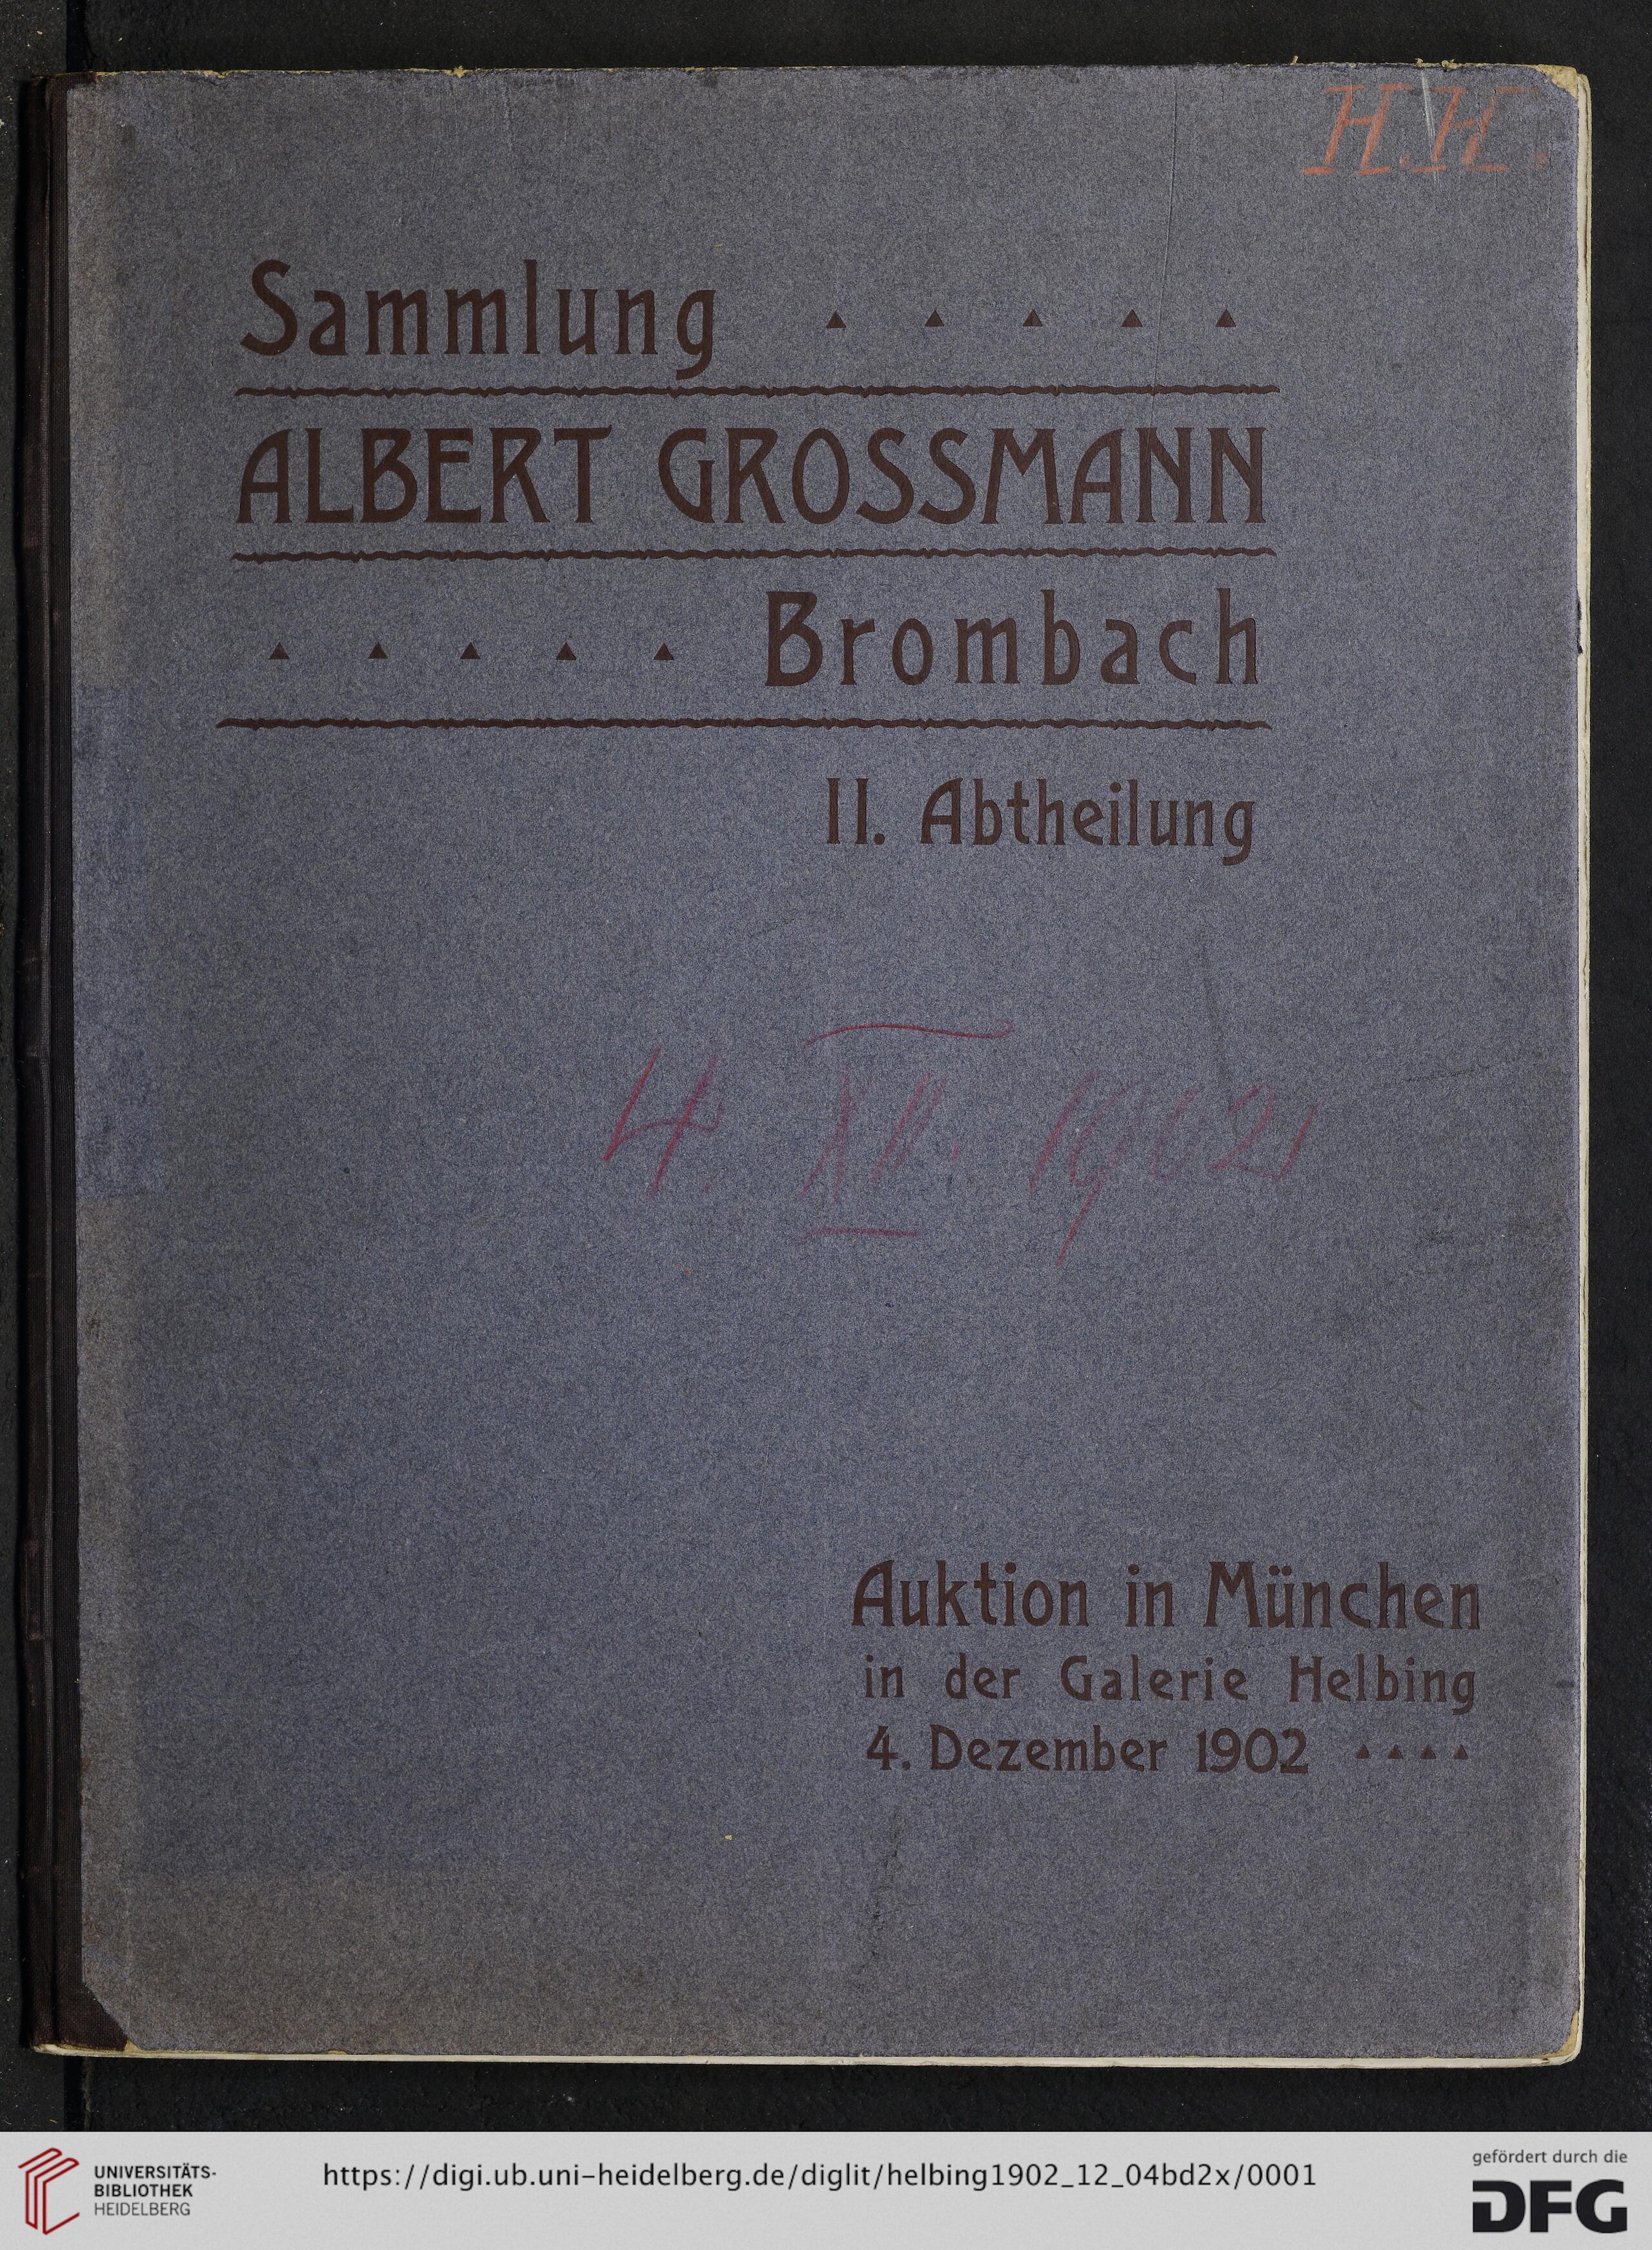 H. H.
Sammlung
ALBERT GROSSMANN
Brombach
II. Abtheilung
4. XII. 1902
Auktion in München
in der Galerie Helbing
4. Dezember 1902
UNIVERSITÄTS-
BIBLIOTHEK
HEIDELBERG
https://digi.ub.uni-heidelberg.de/diglit/helbing1902_12_04bd2x/0001
gefördert durch die
DFG